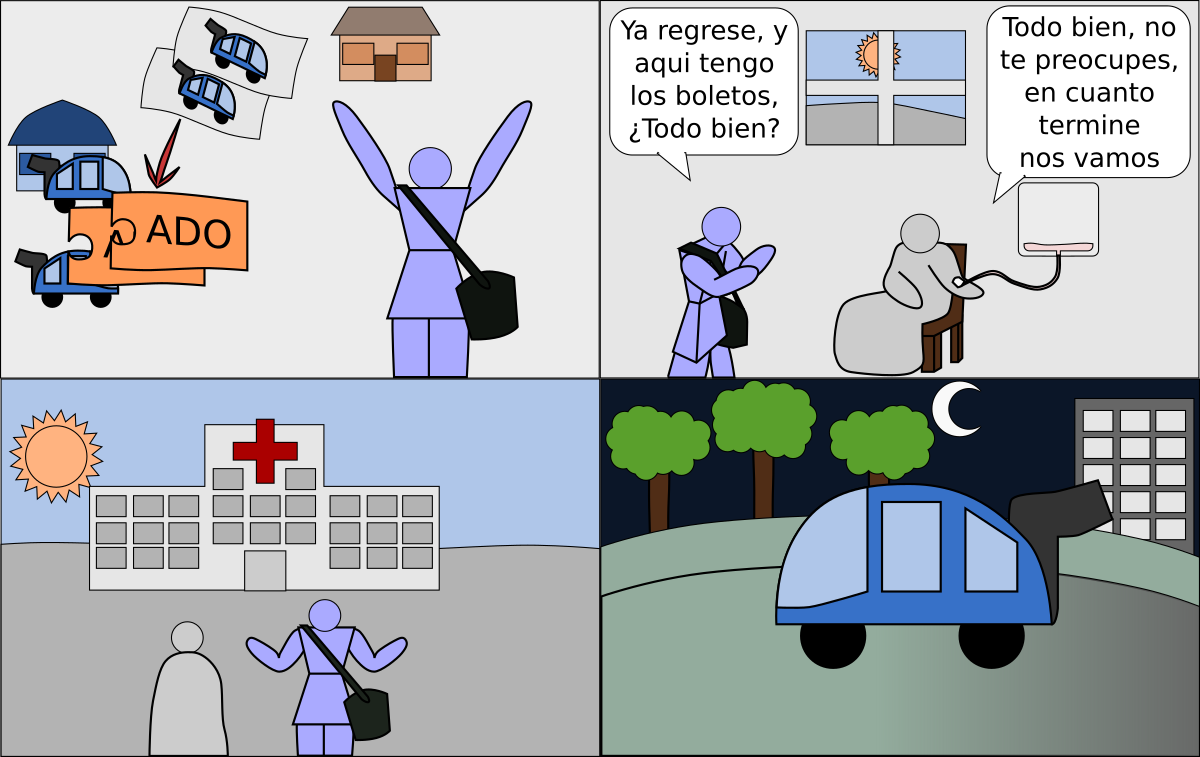 ADO
Ya regrese, y
aqui tengo
los boletos,
¿Todo bien?
Todo bien, no
te preocupes,
en cuanto
termine
nos vamos